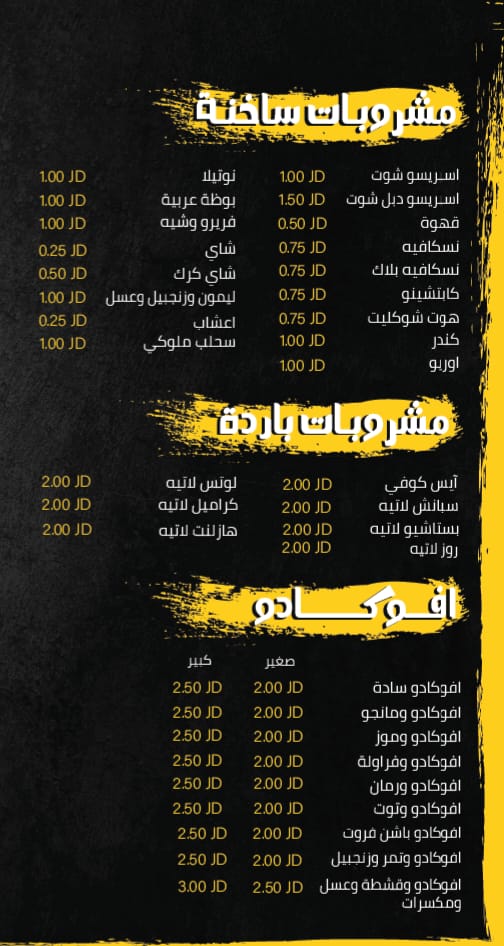 مشروبات ساخنة
اسبريسو شوت 1.00 JD
اسبريسو دبل شوت 1.50 JD
قهوة 0.50 JD
نسكافيه 0.75 JD
نسكافيه بلاك 0.75 JD
كابتشينو 0.75 JD
هوت شوكليت 0.75 JD
كندر 1.00 JD
اوريو 1.00 JD
نوتيلا 1.00 JD
بوظة عربية 1.00 JD
فريرو وشيه 1.00 JD
شاي 0.25 JD
شاي كرك 0.50 JD
ليمون وزنجبيل وعسل 1.00 JD
اعشاب 0.25 JD
سحلب ملوكي 1.00 JD
مشروبات باردة
آيس كوفي 2.00 JD
سبانش لاتيه 2.00 JD
بستاشيو لاتيه 2.00 JD
روز لاتيه 2.00 JD
لوتس لاتيه 2.00 JD
كراميل لاتيه 2.00 JD
هازلنت لاتيه 2.00 JD
افــوكــــادو
صغير كبير
افوكادو سادة 2.00 JD 2.50 JD
افوكادو ومانجو 2.00 JD 2.50 JD
افوكادو وموز 2.00 JD 2.50 JD
افوكادو وفراولة 2.00 JD 2.50 JD
افوكادو ورمان 2.00 JD 2.50 JD
افوكادو وتوت 2.00 JD 2.50 JD
افوكادو باشن فروت 2.00 JD 2.50 JD
افوكادو وتمر وزنجبيل 2.00 JD 2.50 JD
افوكادو وقشطة وعسل 2.50 JD 3.00 JD
ومكسرات